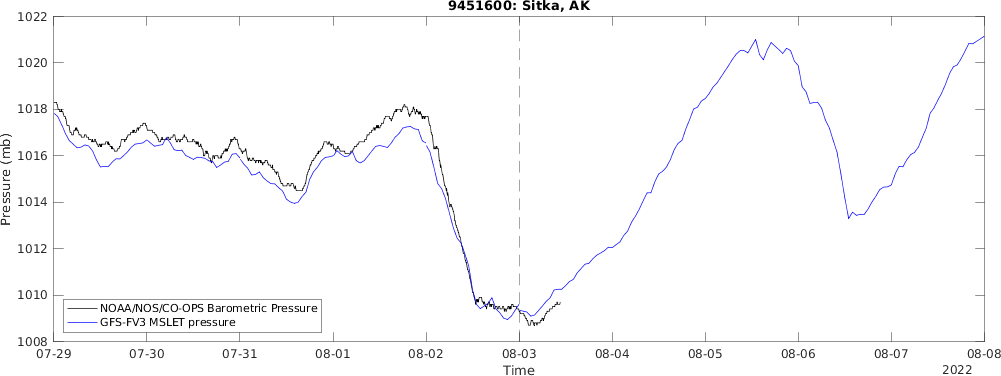 9451600: Sitka, AK
1022
1020
1018
1016
1014
1012
1010
1008
Pressure (mb)
NOAA/NOS/CO-OPS Barometric Pressure
GFS-FV3 MSLET pressure
07-29 07-30 07-31 08-01 08-02 08-03 08-04 08-05 08-06 08-07 08-08
Time
2022